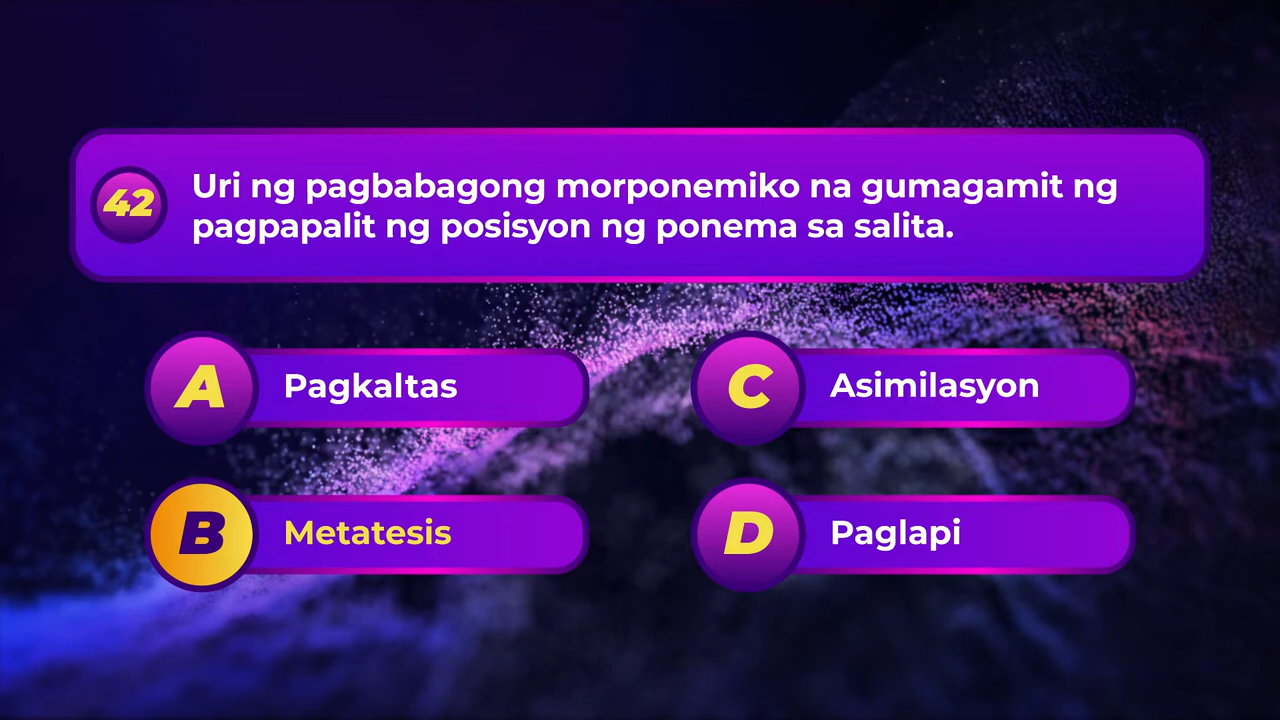 42
Uri ng pagbabagong morponemiko na gumagamit ng
pagpapalit ng posisyon ng ponema sa salita.
A Pagkaltas
B Metatesis
C Asimilasyon
D Paglapi